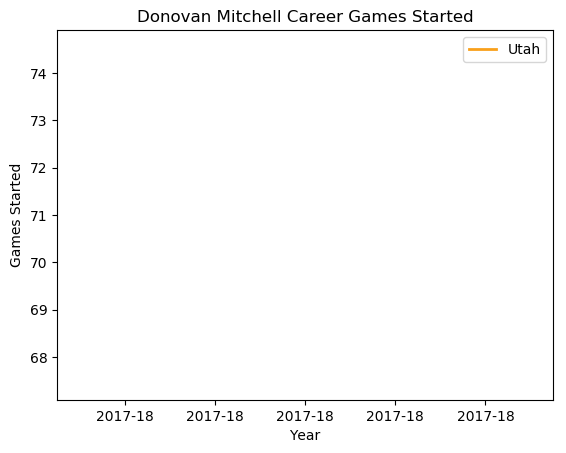 Donovan Mitchell Career Games Started
Utah
74
73
72
71
70
69
68
Games Started
2017-18 2017-18 2017-18 2017-18 2017-18
Year